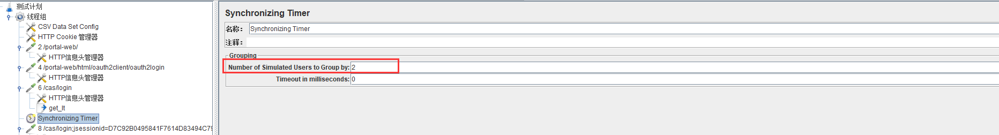 测试计划
线程组
CSV Data Set Config
HTTP Cookie 管理器
2 /portal-web/
HTTP信息头管理器
4 /portal-web/html/oauth2client/oauth2login
HTTP信息头管理器
6 /cas/login
HTTP信息头管理器
get_lt
Synchronizing Timer
8 /cas/login;jsessionid=D7C92B0495841F7614D83494C79
Synchronizing Timer
名称： Synchronizing Timer
注释：
Grouping
Number of Simulated Users to Group by: 2
Timeout in milliseconds: 0